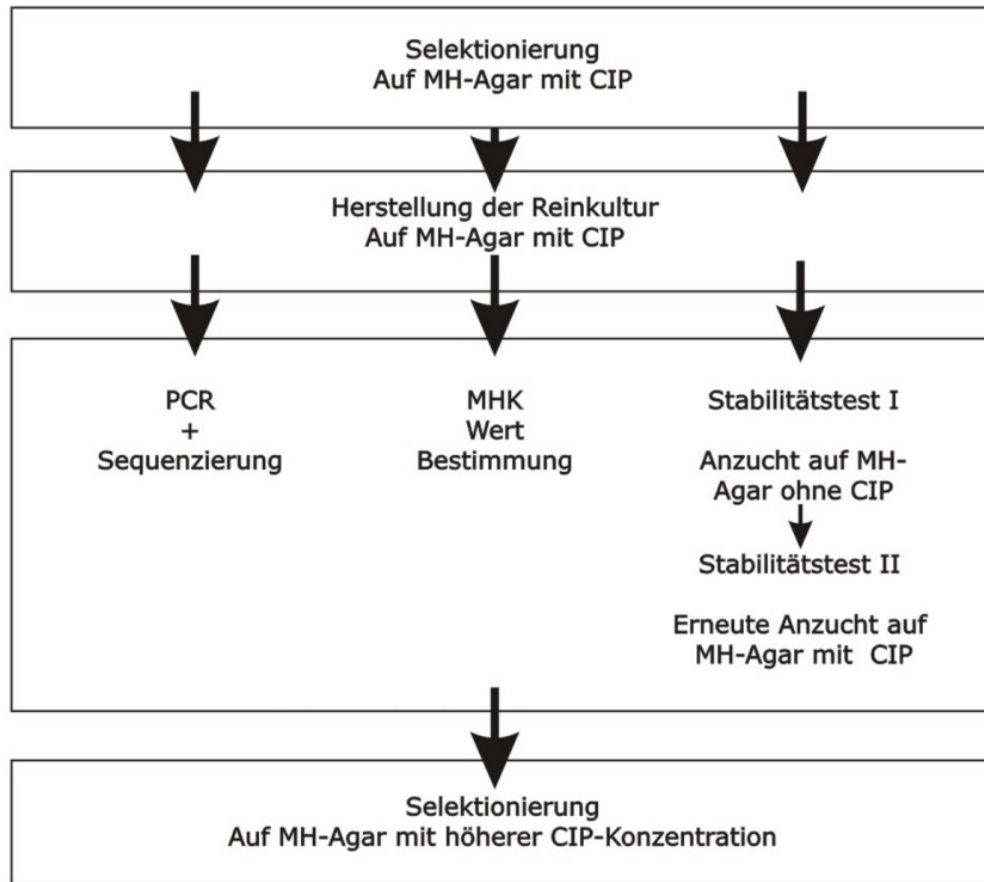 Selektionierung
Auf MH-Agar mit CIP
Herstellung der Reinkultur
Auf MH-Agar mit CIP
PCR
+
Sequenzierung
MHK
Wert
Bestimmung
Stabilitätstest I
Anzucht auf MH-
Agar ohne CIP
Stabilitätstest II
Erneute Anzucht auf
MH-Agar mit CIP
Selektionierung
Auf MH-Agar mit höherer CIP-Konzentration